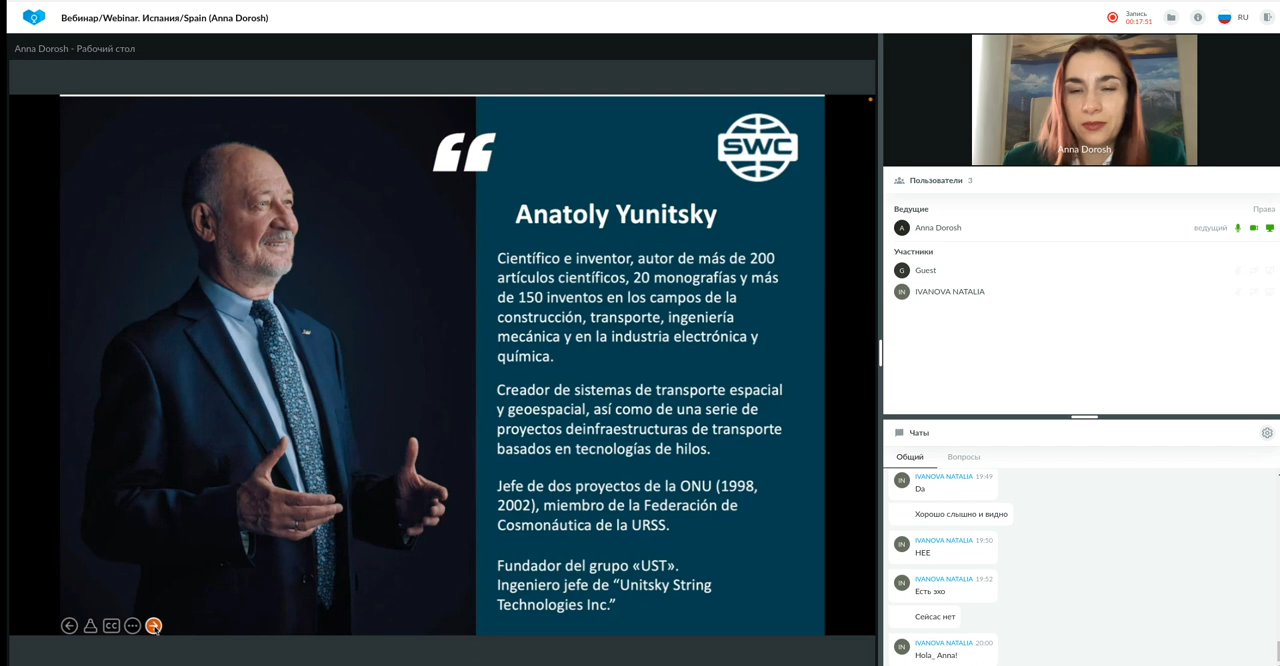 Вебинар/Webinar. Испания/Spain (Anna Dorosh)
Запись
00:17:51
RU
Anna Dorosh - Рабочий стол
SWC
Anatoly Yunitsky
Científico e inventor, autor de más de 200
artículos científicos, 20 monografías y más
de 150 inventos en los campos de la
construcción, transporte, ingeniería
mecánica y en la industria electrónica y
química.
Creador de sistemas de transporte espacial
y geoespacial, así como de una serie de
proyectos deinfraestructuras de transporte
basados en tecnologías de hilos.
Jefe de dos proyectos de la ONU (1998,
2002), miembro de la Federación de
Cosmonáutica de la URSS.
Fundador del grupo «UST».
Ingeniero jefe de “Unitsky String
Technologies Inc.”
CC
Anna Dorosh
Пользователи 3
Ведущие Права
A Anna Dorosh ведущий
Участники
G Guest
IN IVANOVA NATALIA
Чаты
Общий Вопросы
IN IVANOVA NATALIA 19:49
Da
Хорошо слышно и видно
IN IVANOVA NATALIA 19:50
НЕЕ
IN IVANOVA NATALIA 19:52
Есть эхо
Сейсас нет
IN IVANOVA NATALIA 20:00
Hola_ Anna!